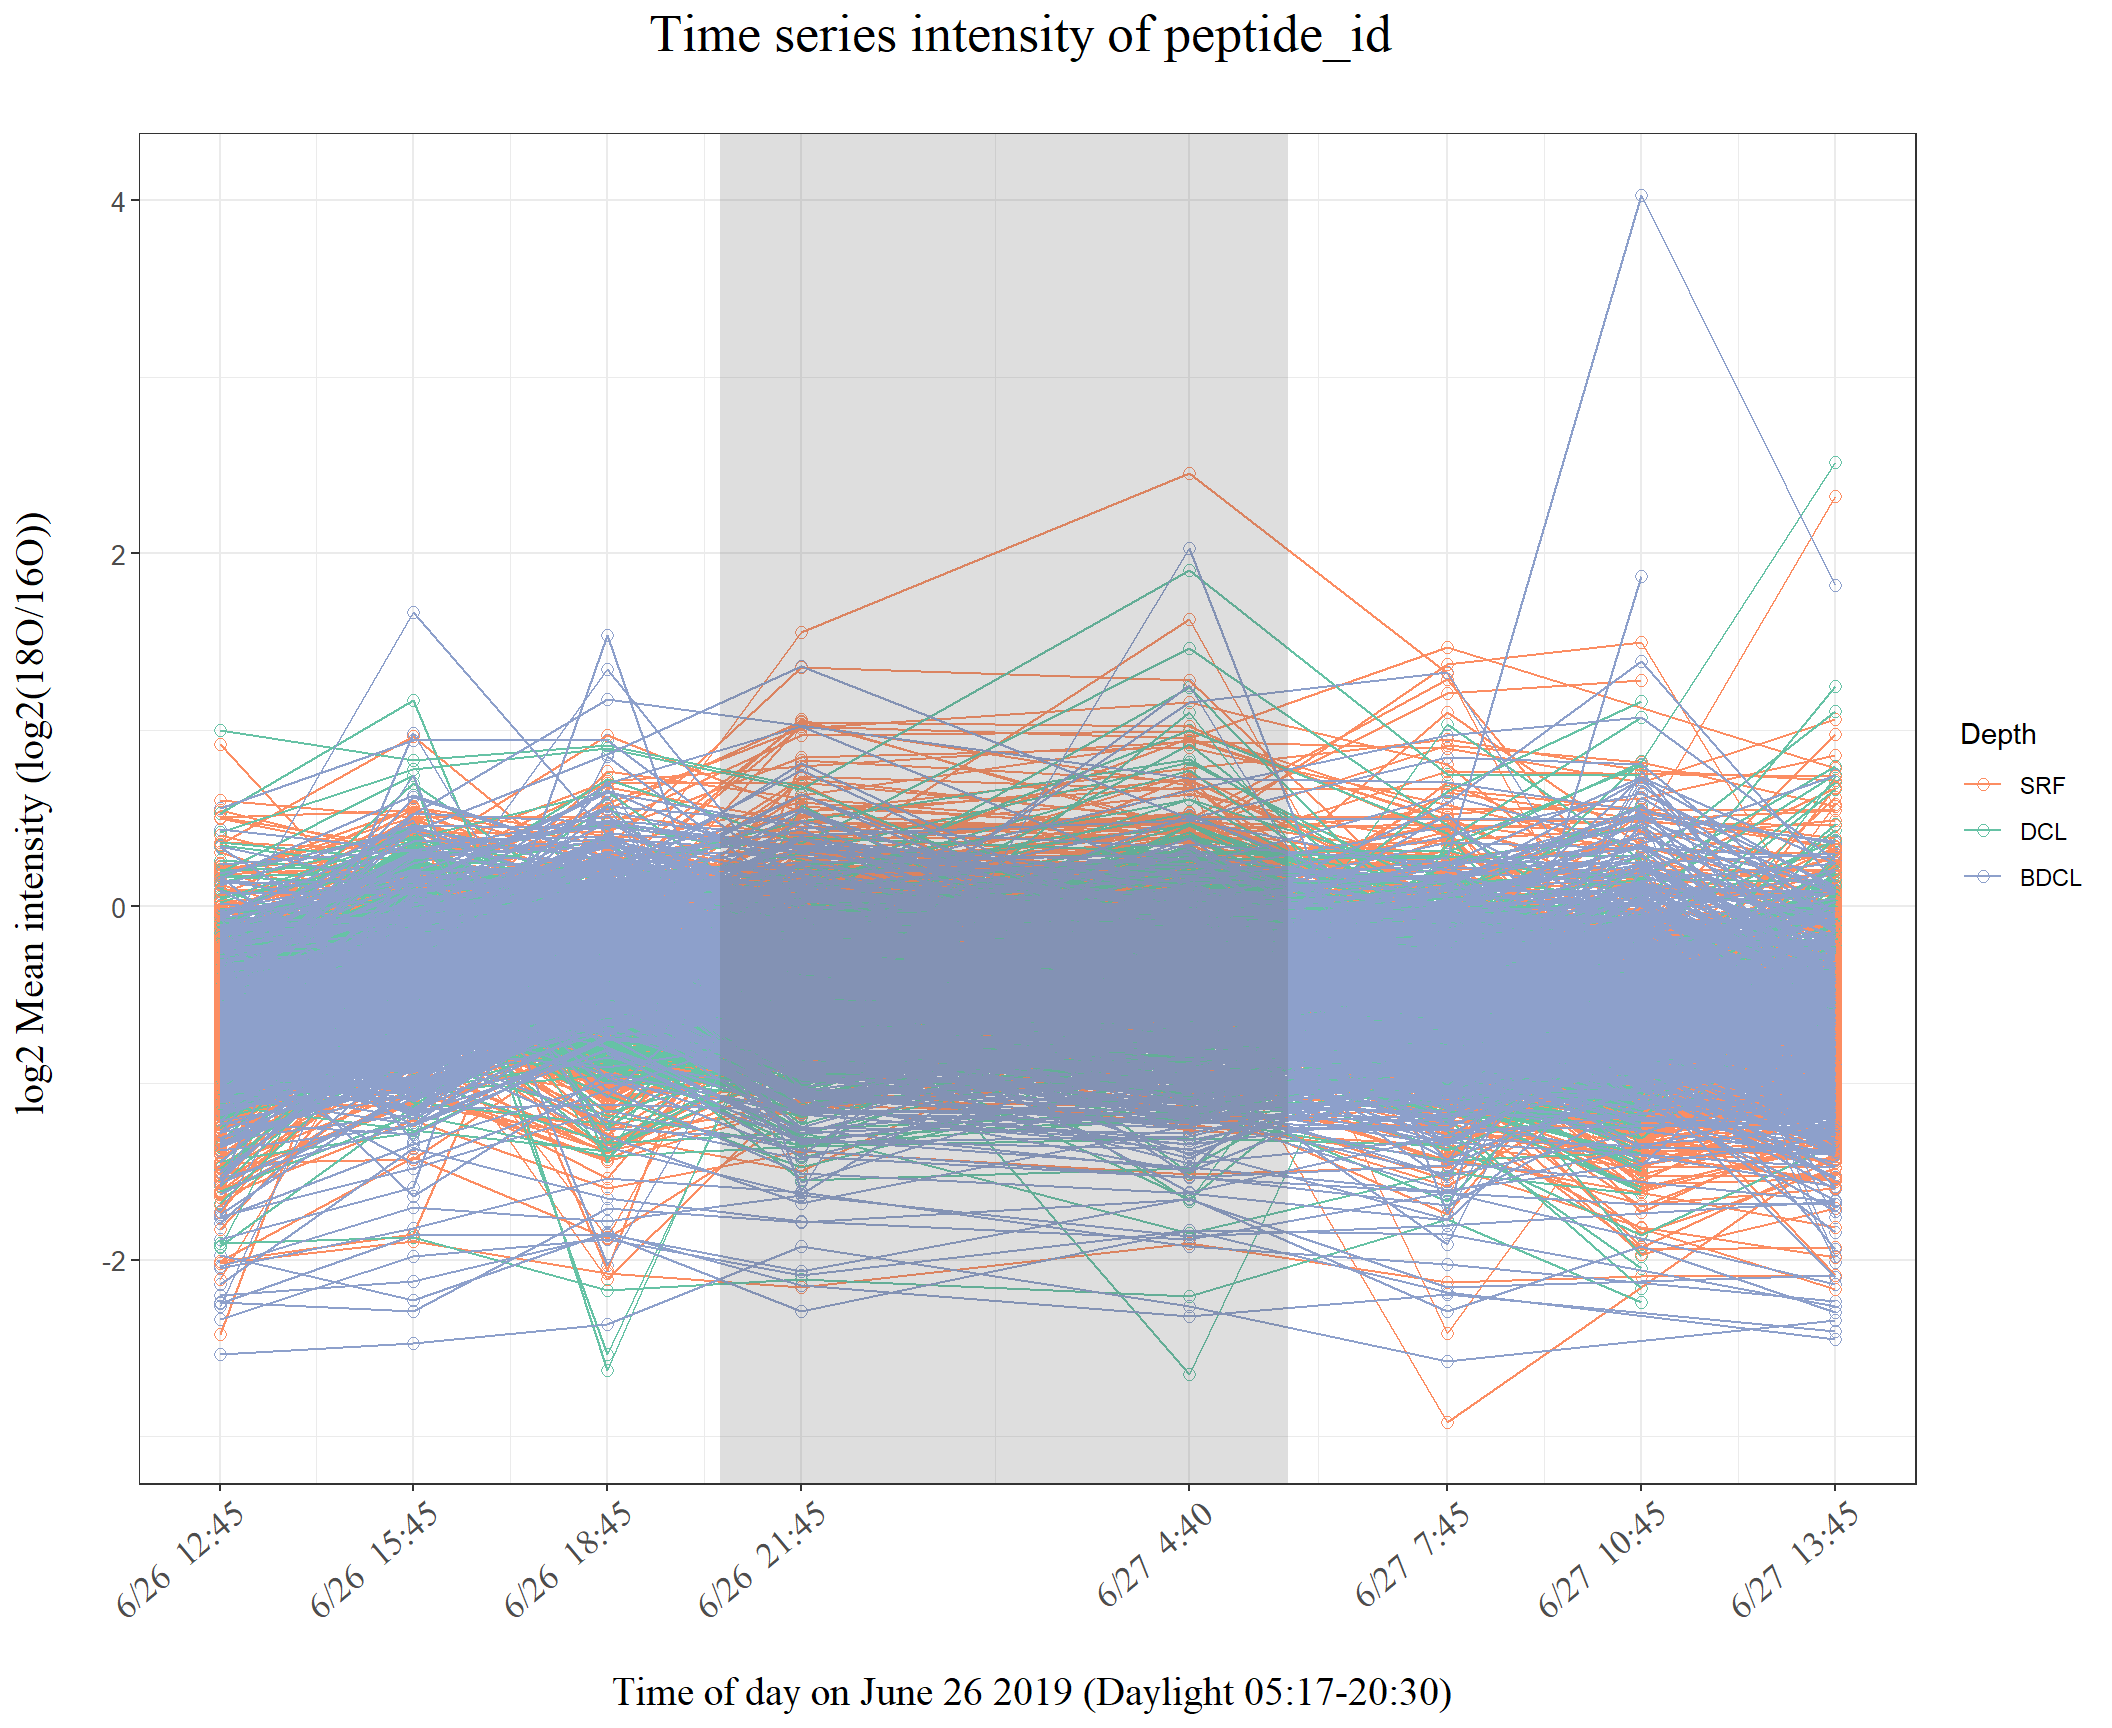 Time series intensity of peptide_id
log2 Mean intensity (log2(18O/16O))
4
2
0
-2
Depth
SRF
DCL
BDCL
6/26 12:45
6/26 15:45
6/26 18:45
6/26 21:45
6/27 4:40
6/27 7:45
6/27 10:45
6/27 13:45
Time of day on June 26 2019 (Daylight 05:17-20:30)